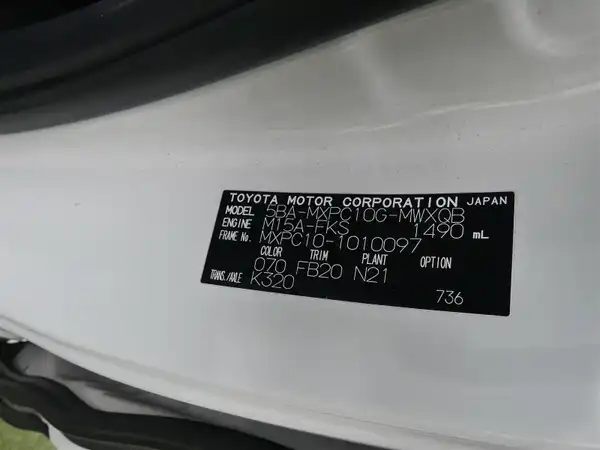 TOYOTA MOTOR CORPORATION JAPAN
MODEL 5BA-MXPC10G-MWXQB
ENGINE M15A-FKS 1490 mL
FRAME No. MXPC10-1010097
COLOR TRIM PLANT OPTION
070 FB20 N21
TRANS./AXLE K320
736